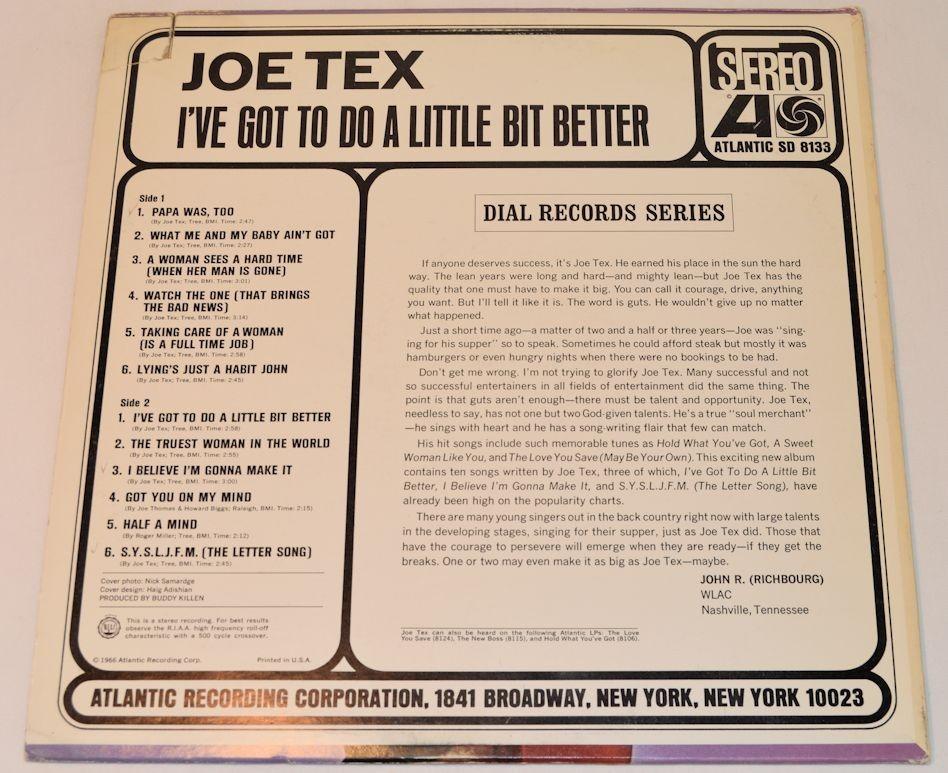 JOE TEX
I'VE GOT TO DO A LITTLE BIT BETTER
STEREO
ATLANTIC SD 8133
Side 1
1. PAPA WAS, TOO
(By Joe Tex; Tree, BMI. Time: 2:47)
2. WHAT ME AND MY BABY AIN'T GOT
(By Joe Tex; Tree, BMI. Time: 2:27)
3. A WOMAN SEES A HARD TIME
(WHEN HER MAN IS GONE)
(By Joe Tex; Tree, BMI. Time: 3:01)
4. WATCH THE ONE (THAT BRINGS
THE BAD NEWS)
(By Joe Tex; Tree, BMI. Time: 3:14)
5. TAKING CARE OF A WOMAN
(IS A FULL TIME JOB)
(By Joe Tex; Tree, BMI. Time: 2:58)
6. LYING'S JUST A HABIT JOHN
(By Joe Tex; Tree, BMI. Time: 2:45)
Side 2
1. I'VE GOT TO DO A LITTLE BIT BETTER
(By Joe Tex; Tree, BMI. Time: 2:58)
2. THE TRUEST WOMAN IN THE WORLD
(By Joe Tex; Tree, BMI. Time: 2:55)
3. I BELIEVE I'M GONNA MAKE IT
(By Joe Tex; Tree, BMI. Time: 3:00)
4. GOT YOU ON MY MIND
(By Joe Thomas & Howard Biggs; Raleigh, BMI. Time: 2:15)
5. HALF A MIND
(By Roger Miller; Tree, BMI. Time: 2:12)
6. S.Y.S.L.J.F.M. (THE LETTER SONG)
(By Joe Tex; Tree, BMI. Time: 2:45)
Cover photo: Nick Samardge
Cover design: Haig Adishian
PRODUCED BY BUDDY KILLEN
This is a stereo recording. For best results
observe the R.I.A.A. high frequency roll-off
characteristic with a 500 cycle crossover.
© 1966 Atlantic Recording Corp. Printed in U.S.A.
DIAL RECORDS SERIES
If anyone deserves success, it's Joe Tex. He earned his place in the sun the hard
way. The lean years were long and hard—and mighty lean—but Joe Tex has the
quality that one must have to make it big. You can call it courage, drive, anything
you want. But I'll tell it like it is. The word is guts. He wouldn't give up no matter
what happened.
Just a short time ago—a matter of two and a half or three years—Joe was "sing-
ing for his supper" so to speak. Sometimes he could afford steak but mostly it was
hamburgers or even hungry nights when there were no bookings to be had.
Don't get me wrong. I'm not trying to glorify Joe Tex. Many successful and not
so successful entertainers in all fields of entertainment did the same thing. The
point is that guts aren't enough—there must be talent and opportunity. Joe Tex,
needless to say, has not one but two God-given talents. He's a true "soul merchant"
—he sings with heart and he has a song-writing flair that few can match.
His hit songs include such memorable tunes as Hold What You've Got, A Sweet
Woman Like You, and The Love You Save (May Be Your Own). This exciting new album
contains ten songs written by Joe Tex, three of which, I've Got To Do A Little Bit
Better, I Believe I'm Gonna Make It, and S.Y.S.L.J.F.M. (The Letter Song), have
already been high on the popularity charts.
There are many young singers out in the back country right now with large talents
in the developing stages, singing for their supper, just as Joe Tex did. Those that
have the courage to persevere will emerge when they are ready—if they get the
breaks. One or two may even make it as big as Joe Tex—maybe.
JOHN R. (RICHBOURG)
WLAC
Nashville, Tennessee
Joe Tex can also be heard on the following Atlantic LPs: The Love
You Save (8124), The New Boss (8115), and Hold What You've Got (8106).
ATLANTIC RECORDING CORPORATION, 1841 BROADWAY, NEW YORK, NEW YORK 10023